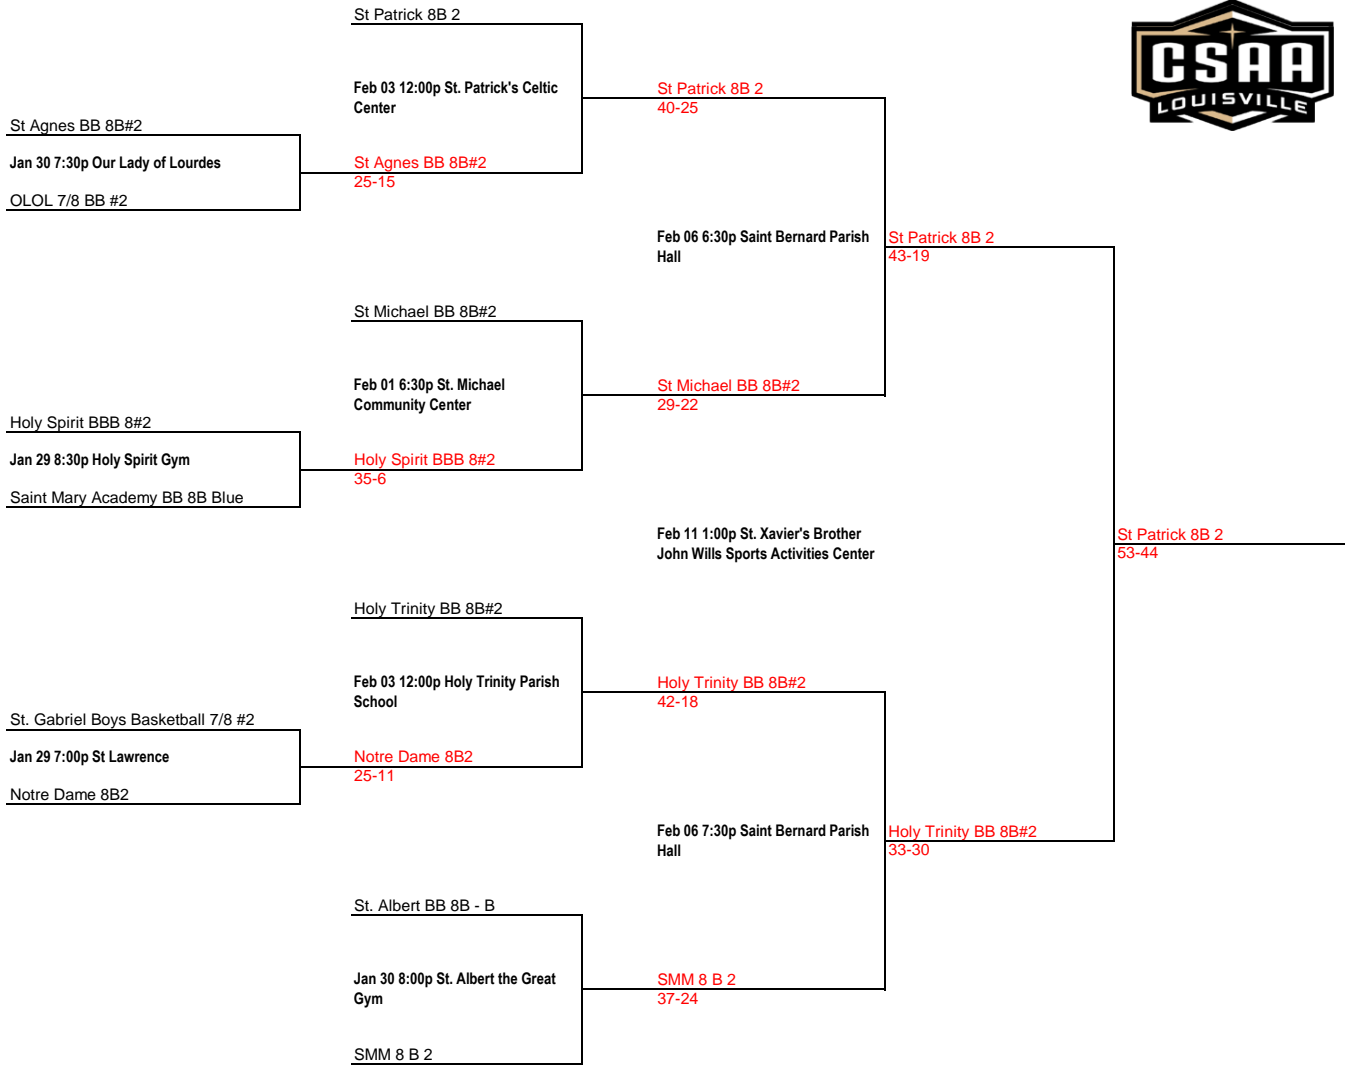 St Patrick 8B 2
CSAA
LOUISVILLE
Feb 03 12:00p St. Patrick's Celtic
Center
St Patrick 8B 2
40-25
St Agnes BB 8B#2
Jan 30 7:30p Our Lady of Lourdes
St Agnes BB 8B#2
25-15
OLOL 7/8 BB #2
Feb 06 6:30p Saint Bernard Parish
Hall
St Patrick 8B 2
43-19
St Michael BB 8B#2
Feb 01 6:30p St. Michael
Community Center
St Michael BB 8B#2
29-22
Holy Spirit BBB 8#2
Jan 29 8:30p Holy Spirit Gym
Holy Spirit BBB 8#2
35-6
Saint Mary Academy BB 8B Blue
Feb 11 1:00p St. Xavier's Brother
John Wills Sports Activities Center
St Patrick 8B 2
53-44
Holy Trinity BB 8B#2
Feb 03 12:00p Holy Trinity Parish
School
Holy Trinity BB 8B#2
42-18
St. Gabriel Boys Basketball 7/8 #2
Jan 29 7:00p St Lawrence
Notre Dame 8B2
25-11
Notre Dame 8B2
Feb 06 7:30p Saint Bernard Parish
Hall
Holy Trinity BB 8B#2
33-30
St. Albert BB 8B - B
Jan 30 8:00p St. Albert the Great
Gym
SMM 8 B 2
37-24
SMM 8 B 2